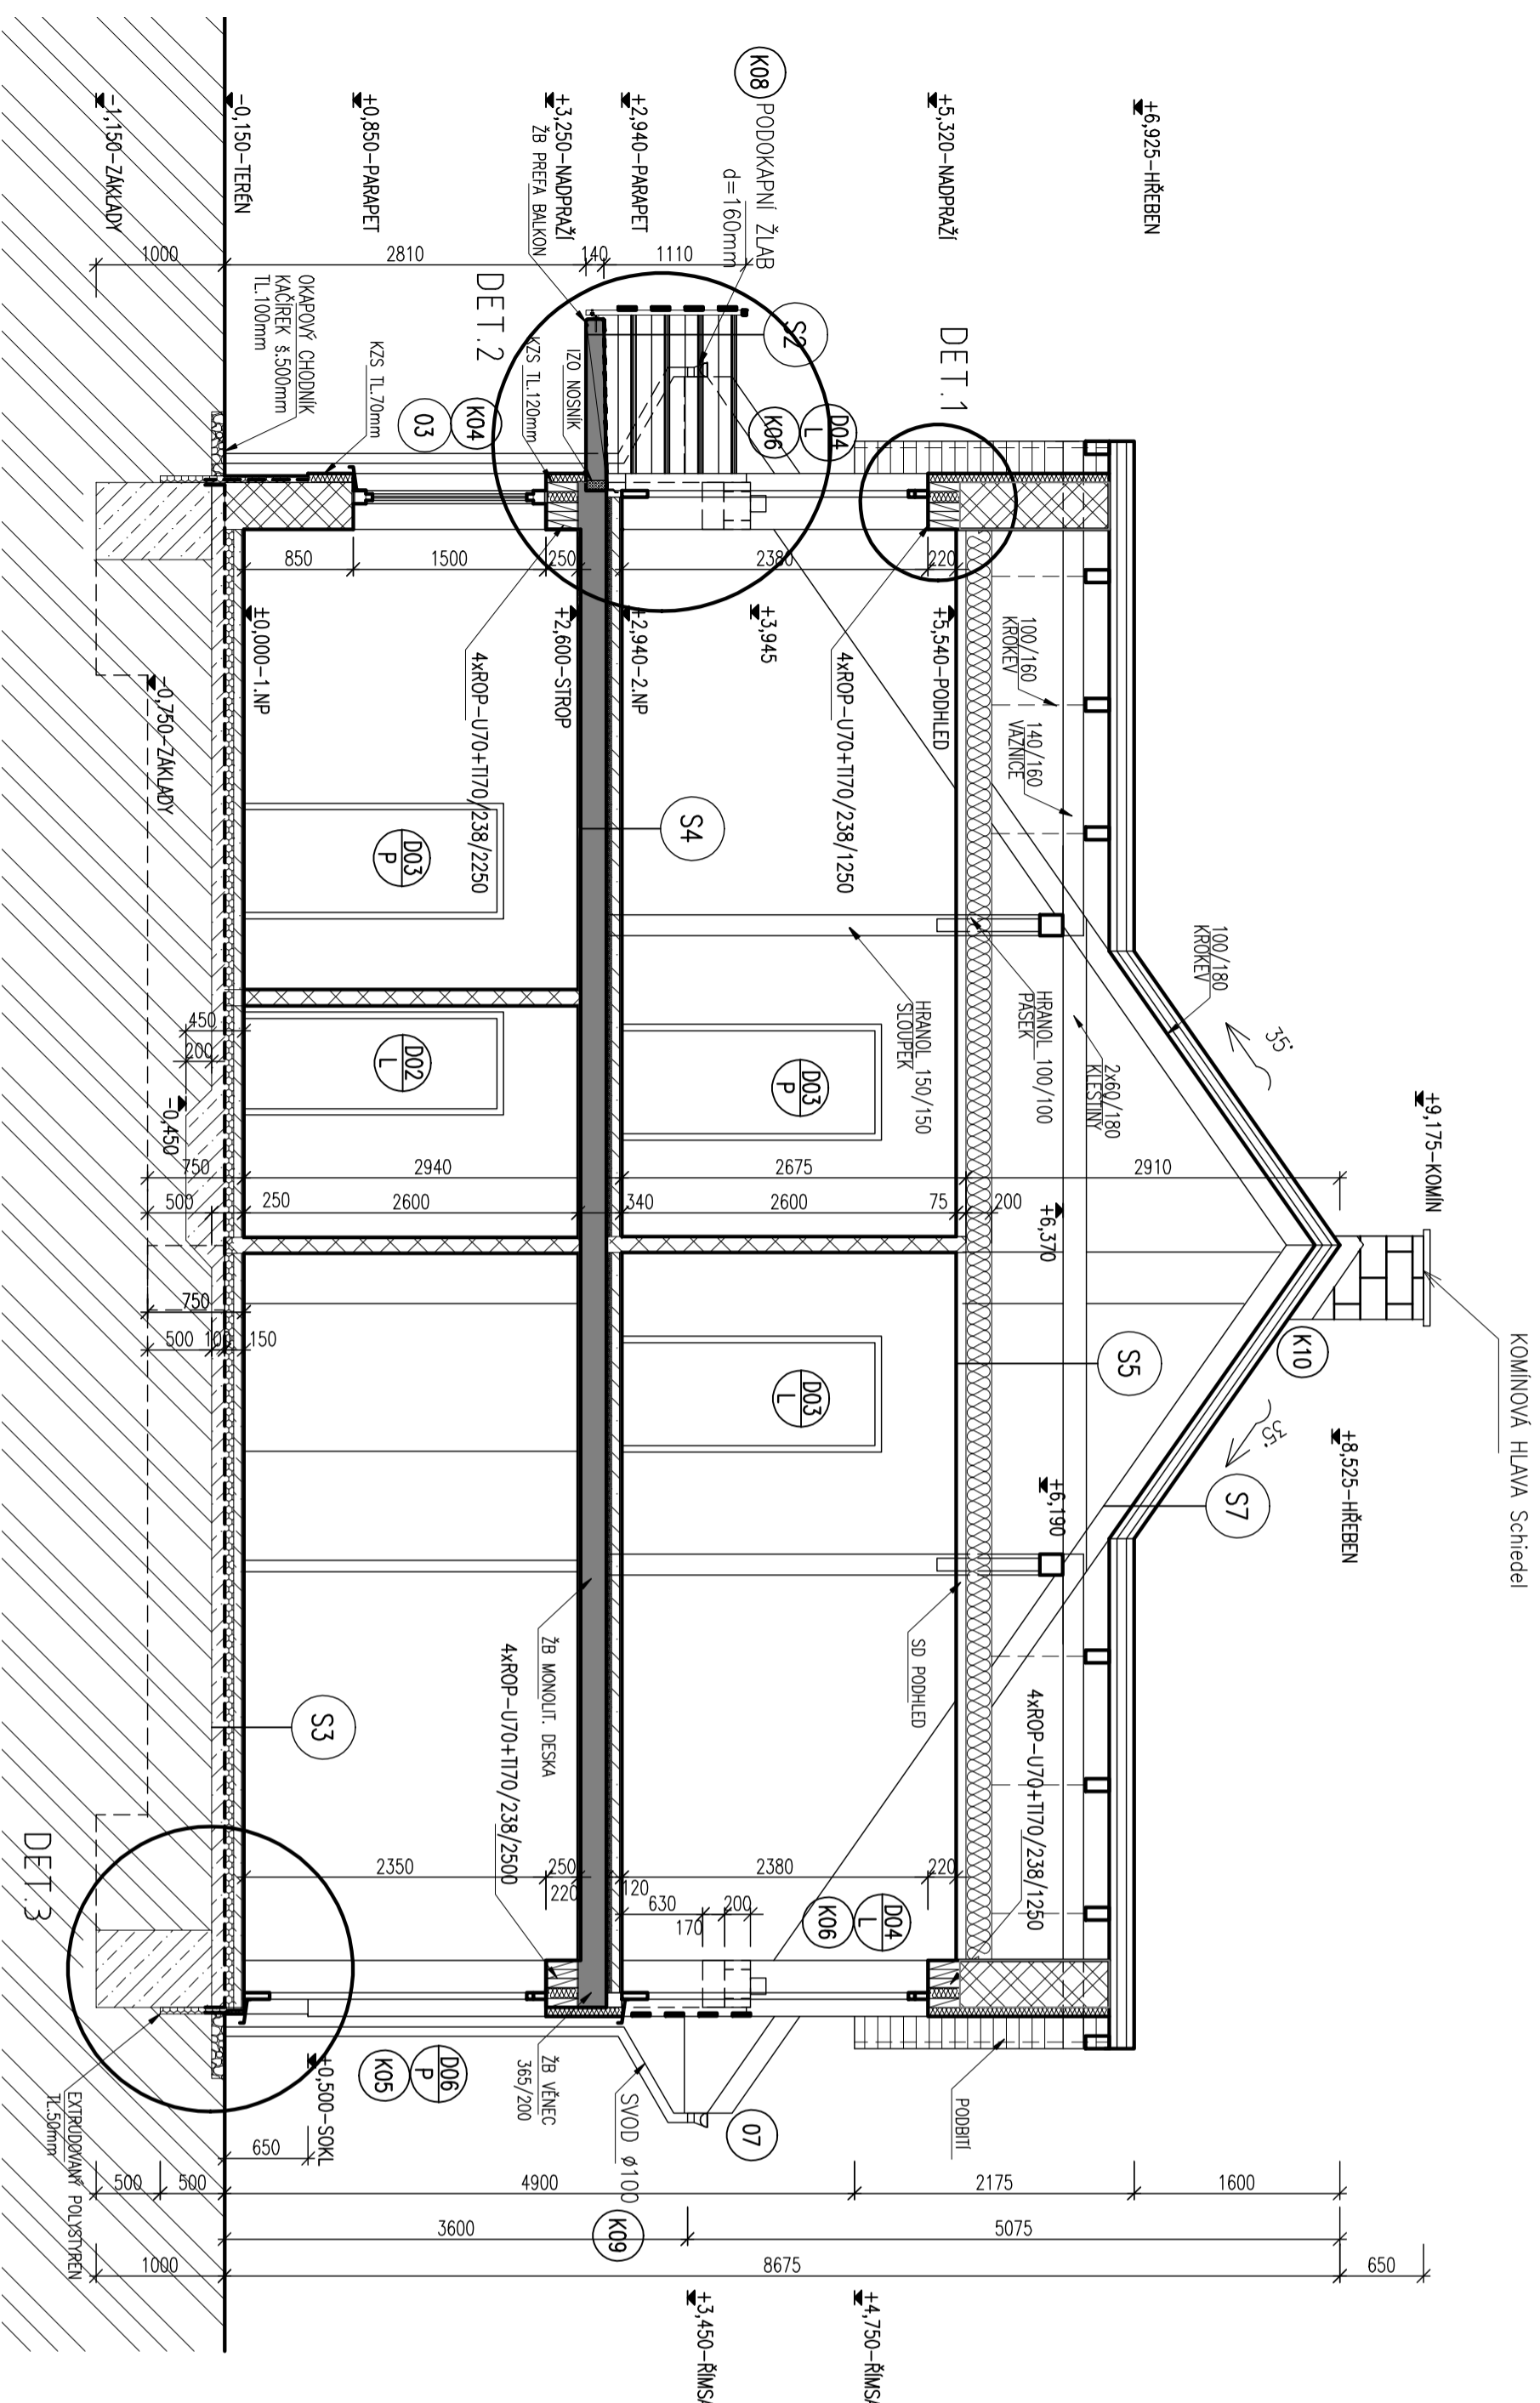 KOMÍNOVÁ HLAVA Schiedel
+9,175-KOMÍN
+8,525-HŘEBEN
+6,925-HŘEBEN
35°
35°
K10
S7
100/180
KROKEV
100/160
KROKEV
140/160
VAZNICE
2x60/180
KLEŠTINY
HRANOL 100/100
PÁSEK
HRANOL 150/150
SLOUPEK
+6,370
+6,190
S5
2910
200
4xROP-U70+TI70/238/1250
DET.1
+5,320-NADPRAŽÍ
+5,540-PODHLED
4xROP-U70+TI70/238/1250
SD PODHLED
PODBITÍ
K08
PODOKAPNÍ ŽLAB
d=160mm
S2
D04
L
K06
+3,945
D03
P
D03
L
D04
L
K06
07
2380
220
2675
2600
75
2380
220
630
170
200
120
+2,940-PARAPET
+2,940-2.NP
+3,250-NADPRAŽÍ
ŽB PREFA BALKON
IZO NOSNÍK
KZS TL.120mm
DET.2
+2,600-STROP
S4
340
ŽB MONOLIT. DESKA
4xROP-U70+TI70/238/2500
ŽB VĚNEC
365/200
SVOD ø100
K09
4xROP-U70+TI70/238/2250
K04
03
KZS TL.70mm
D03
P
D02
L
D06
P
K05
850
1500
250
2940
2600
2350
250
220
+0,850-PARAPET
±0,000-1.NP
+0,500-SOKL
OKAPOVÝ CHODNÍK
KAČÍREK š.500mm
TL.100mm
-0,150-TERÉN
-1,150-ZÁKLADY
-0,750-ZÁKLADY
-0,450
450
200
750
500
250
750
500
100
150
S3
DET.3
EXTRUDOVANÝ POLYSTYRÉN
TL.50mm
1000
2810
140
1110
650
500
500
4900
2175
1600
3600
5075
1000
8675
650
+3,450-ŘÍMSA
+4,750-ŘÍMSA